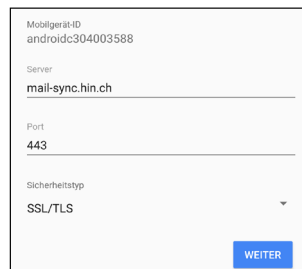 Mobilgerät-ID
androidc304003588
Server
mail-sync.hin.ch
Port
443
Sicherheitstyp
SSL/TLS
WEITER